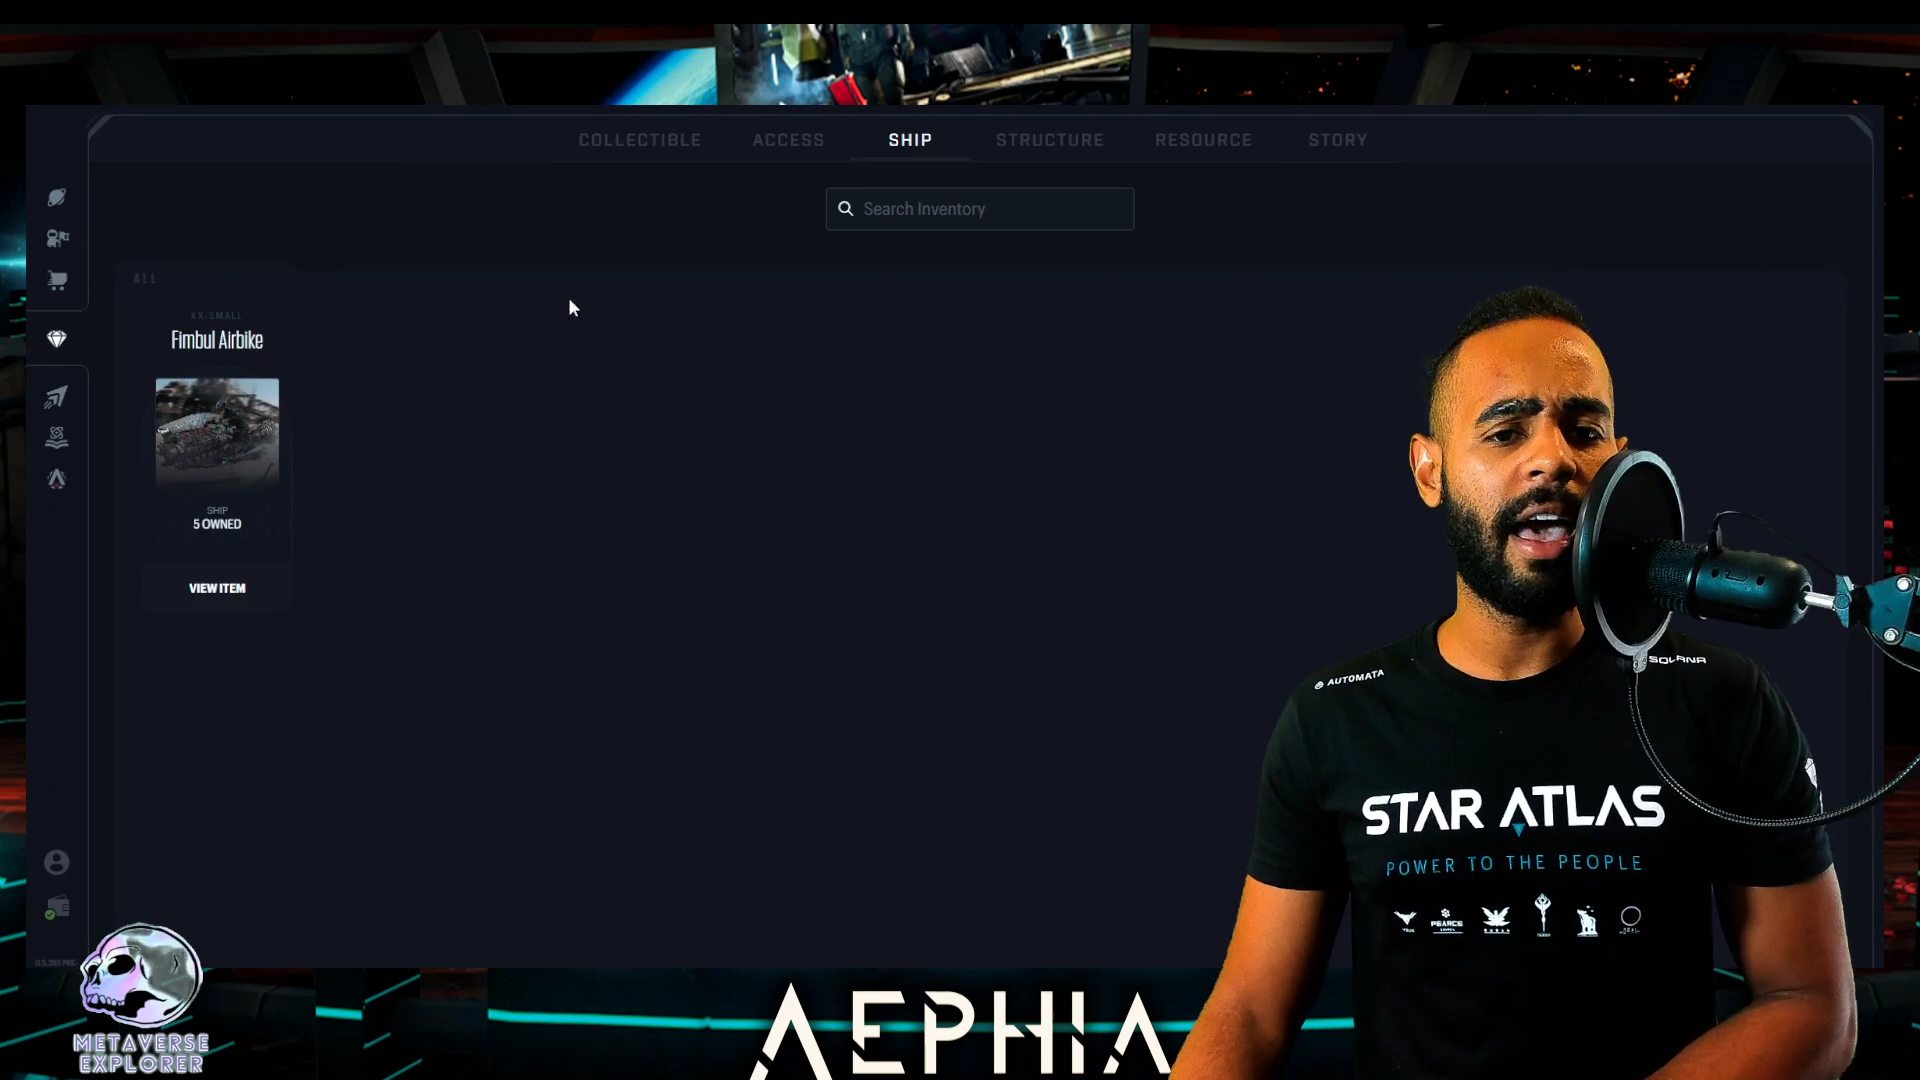 COLLECTIBLE ACCESS SHIP STRUCTURE RESOURCE STORY
Search Inventory
ALL
XX-SMALL
Fimbul Airbike
SHIP
5 OWNED
VIEW ITEM
AUTOMATA
SOLANA
STAR ATLAS
POWER TO THE PEOPLE
PEARCE
METAVERSE
EXPLORER
AEPHIA